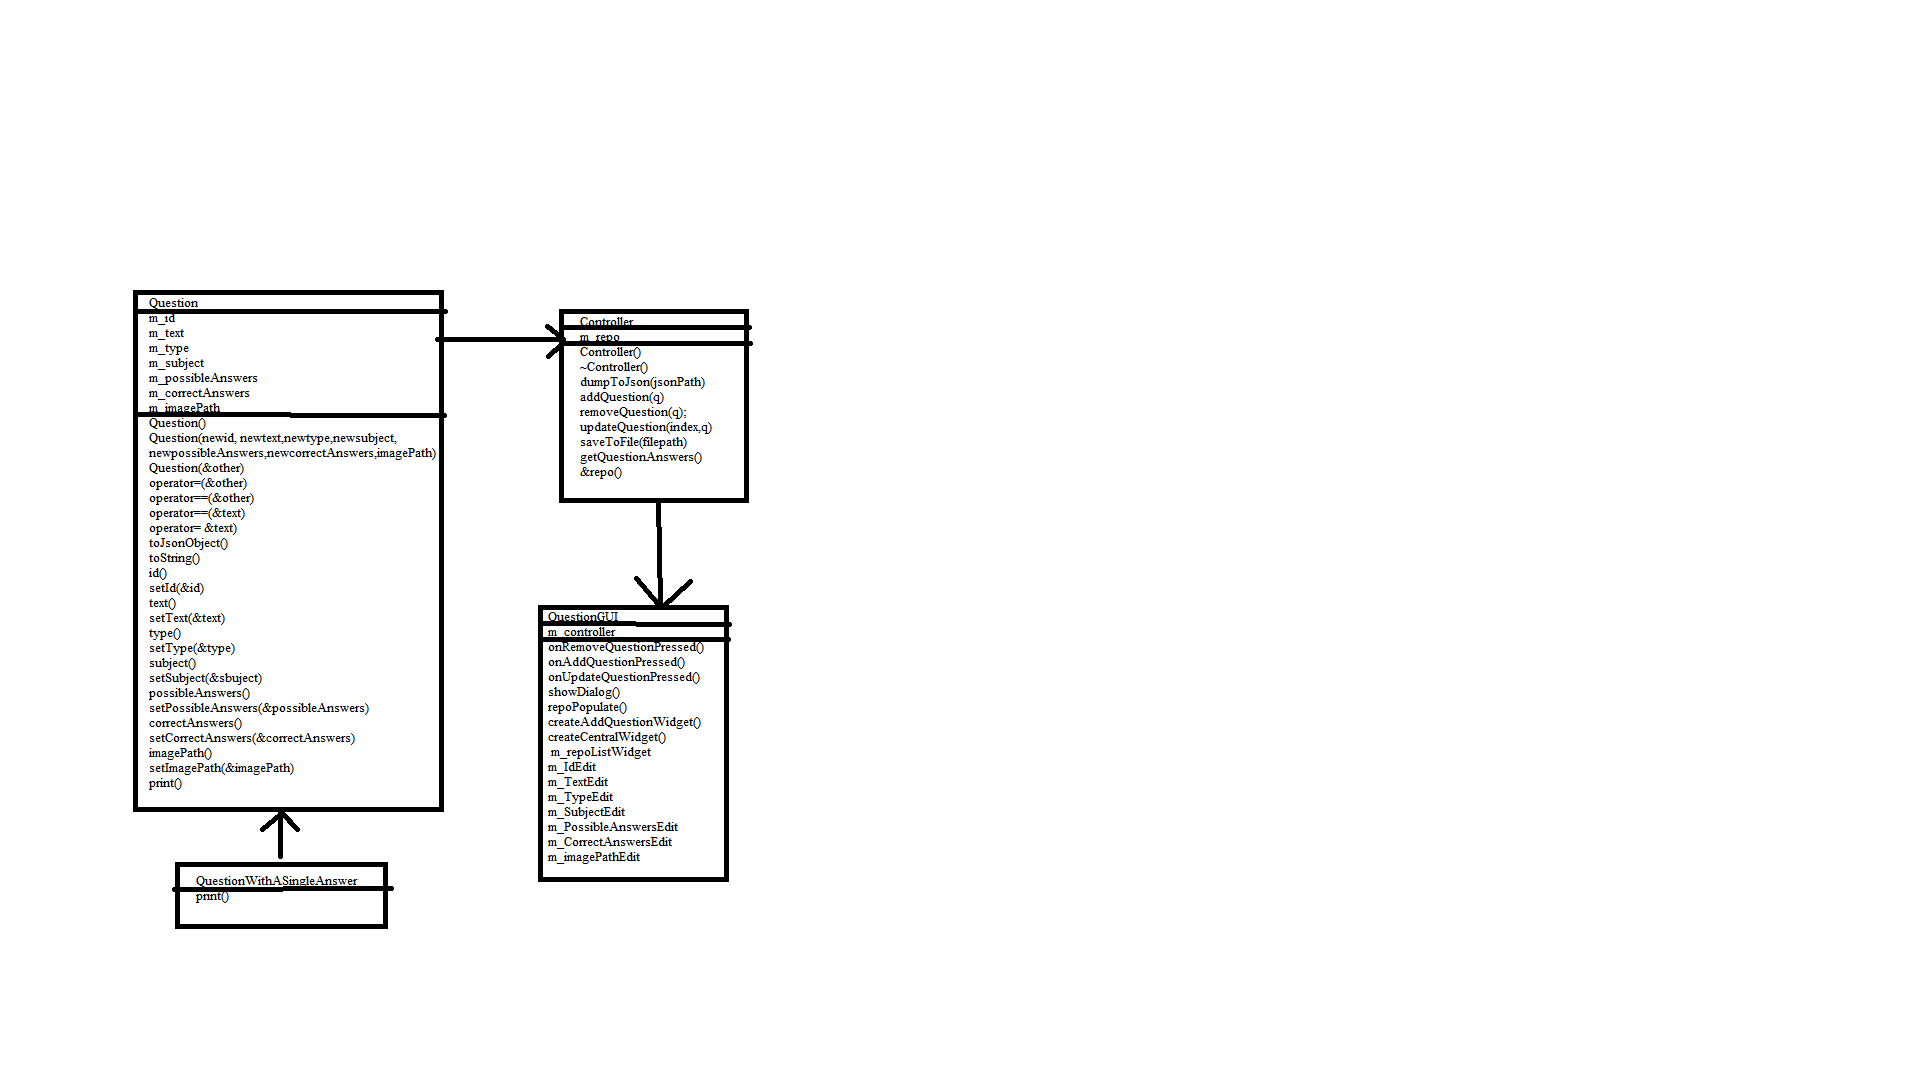 Question
m_id
m_text
m_type
m_subject
m_possibleAnswers
m_correctAnswers
m_imagePath
Question()
Question(newid, newtext,newtype,newsubject,
newpossibleAnswers,newcorrectAnswers,imagePath)
Question(&other)
operator=(&other)
operator==(&other)
operator==(&text)
operator= &text)
toJsonObject()
toString()
id()
setId(&id)
text()
setText(&text)
type()
setType(&type)
subject()
setSubject(&sbuject)
possibleAnswers()
setPossibleAnswers(&possibleAnswers)
correctAnswers()
setCorrectAnswers(&correctAnswers)
imagePath()
setImagePath(&imagePath)
print()
QuestionWithASingleAnswer
print()
Controller
m_repo
Controller()
~Controller()
dumpToJson(jsonPath)
addQuestion(q)
removeQuestion(q);
updateQuestion(index,q)
saveToFile(filepath)
getQuestionAnswers()
&repo()
QuestionGUI
m_controller
onRemoveQuestionPressed()
onAddQuestionPressed()
onUpdateQuestionPressed()
showDialog()
repoPopulate()
createAddQuestionWidget()
createCentralWidget()
m_repoListWidget
m_IdEdit
m_TextEdit
m_TypeEdit
m_SubjectEdit
m_PossibleAnswersEdit
m_CorrectAnswersEdit
m_imagePathEdit